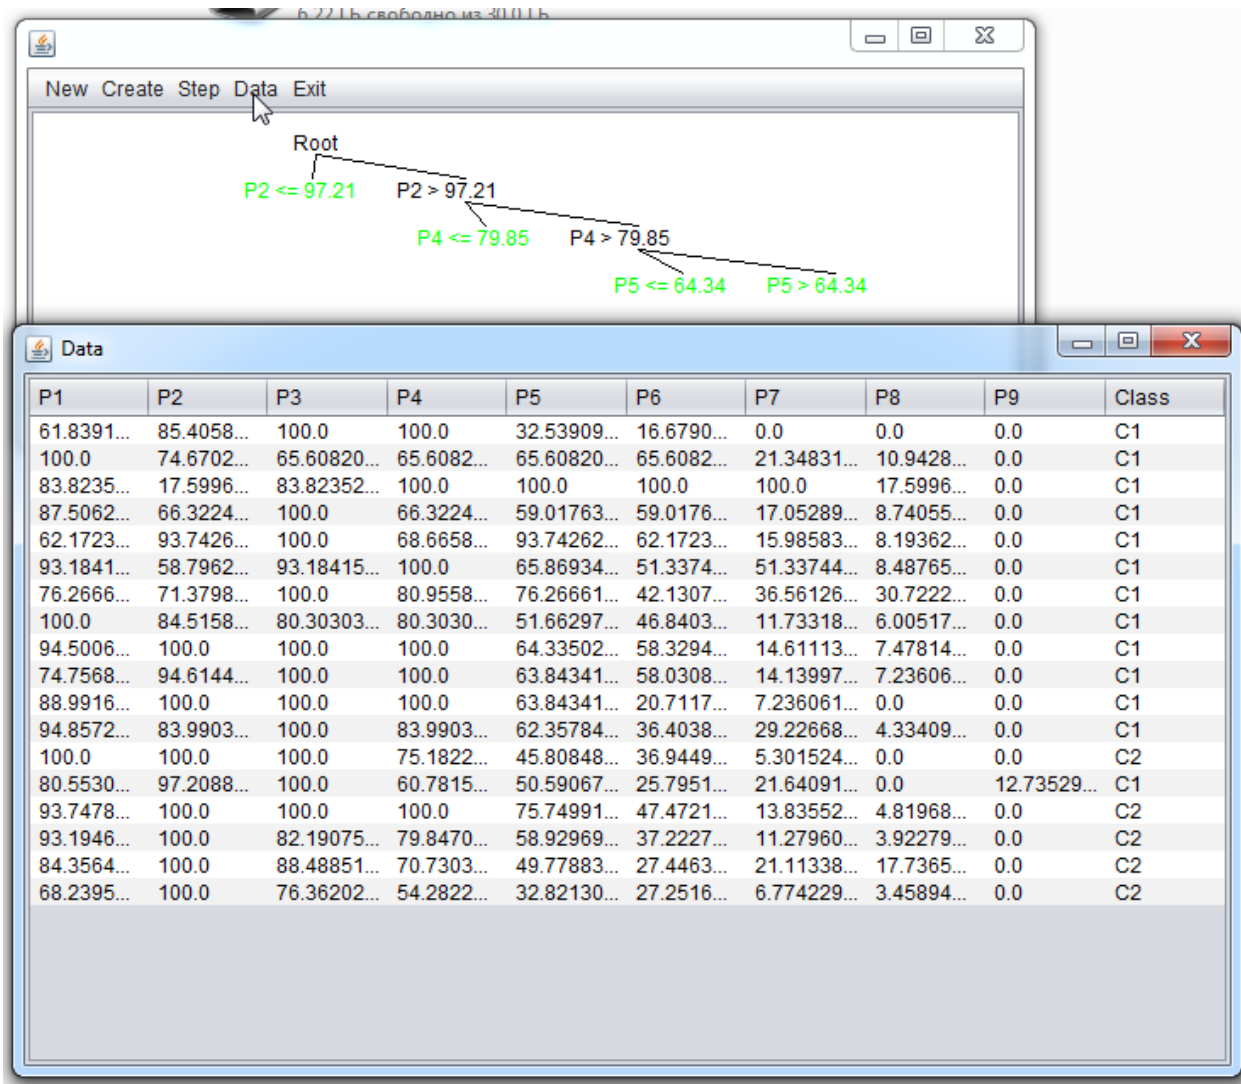 6.22 ГБ свободно из 30.0 ГБ
New Create Step Data Exit
Root
P2 <= 97.21 P2 > 97.21
P4 <= 79.85 P4 > 79.85
P5 <= 64.34 P5 > 64.34
Data
P1 P2 P3 P4 P5 P6 P7 P8 P9 Class
61.8391... 85.4058... 100.0 100.0 32.53909... 16.6790... 0.0 0.0 0.0 C1
100.0 74.6702... 65.60820... 65.6082... 65.60820... 65.6082... 21.34831... 10.9428... 0.0 C1
83.8235... 17.5996... 83.82352... 100.0 100.0 100.0 100.0 17.5996... 0.0 C1
87.5062... 66.3224... 100.0 66.3224... 59.01763... 59.0176... 17.05289... 8.74055... 0.0 C1
62.1723... 93.7426... 100.0 68.6658... 93.74262... 62.1723... 15.98583... 8.19362... 0.0 C1
93.1841... 58.7962... 93.18415... 100.0 65.86934... 51.3374... 51.33744... 8.48765... 0.0 C1
76.2666... 71.3798... 100.0 80.9558... 76.26661... 42.1307... 36.56126... 30.7222... 0.0 C1
100.0 84.5158... 80.30303... 80.3030... 51.66297... 46.8403... 11.73318... 6.00517... 0.0 C1
94.5006... 100.0 100.0 100.0 64.33502... 58.3294... 14.61113... 7.47814... 0.0 C1
74.7568... 94.6144... 100.0 100.0 63.84341... 58.0308... 14.13997... 7.23606... 0.0 C1
88.9916... 100.0 100.0 100.0 63.84341... 20.7117... 7.236061... 0.0 0.0 C1
94.8572... 83.9903... 100.0 83.9903... 62.35784... 36.4038... 29.22668... 4.33409... 0.0 C1
100.0 100.0 100.0 75.1822... 45.80848... 36.9449... 5.301524... 0.0 0.0 C2
80.5530... 97.2088... 100.0 60.7815... 50.59067... 25.7951... 21.64091... 0.0 12.73529... C1
93.7478... 100.0 100.0 100.0 75.74991... 47.4721... 13.83552... 4.81968... 0.0 C2
93.1946... 100.0 82.19075... 79.8470... 58.92969... 37.2227... 11.27960... 3.92279... 0.0 C2
84.3564... 100.0 88.48851... 70.7303... 49.77883... 27.4463... 21.11338... 17.7365... 0.0 C2
68.2395... 100.0 76.36202... 54.2822... 32.82130... 27.2516... 6.774229... 3.45894... 0.0 C2